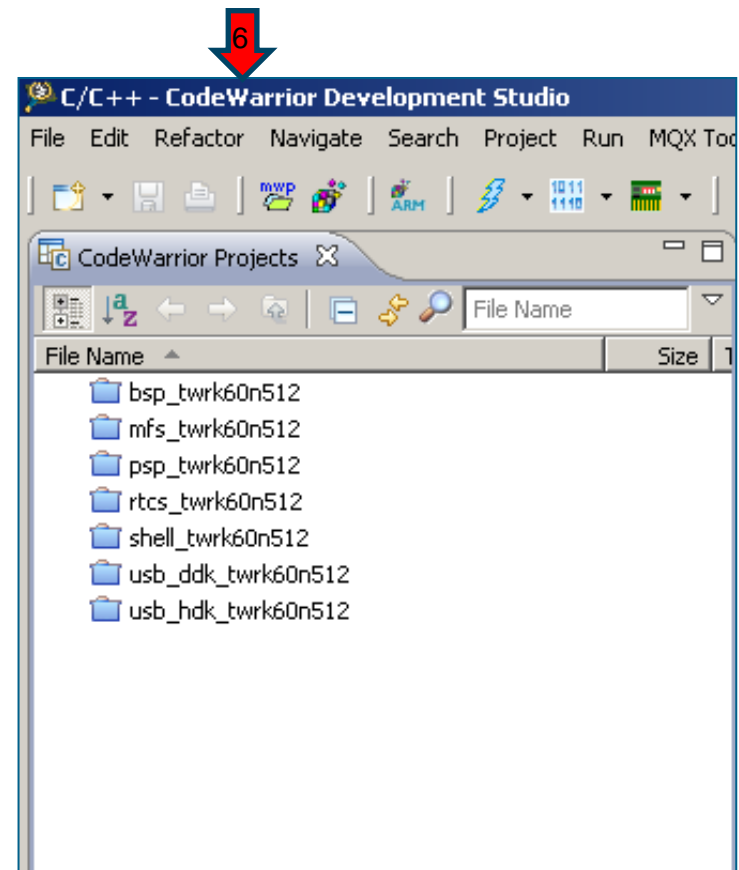 6
C/C++ - CodeWarrior Development Studio
File Edit Refactor Navigate Search Project Run MQX Too
mwp ARM 1011 1110
CodeWarrior Projects
a z File Name
File Name Size T
bsp_twrk60n512
mfs_twrk60n512
psp_twrk60n512
rtcs_twrk60n512
shell_twrk60n512
usb_ddk_twrk60n512
usb_hdk_twrk60n512